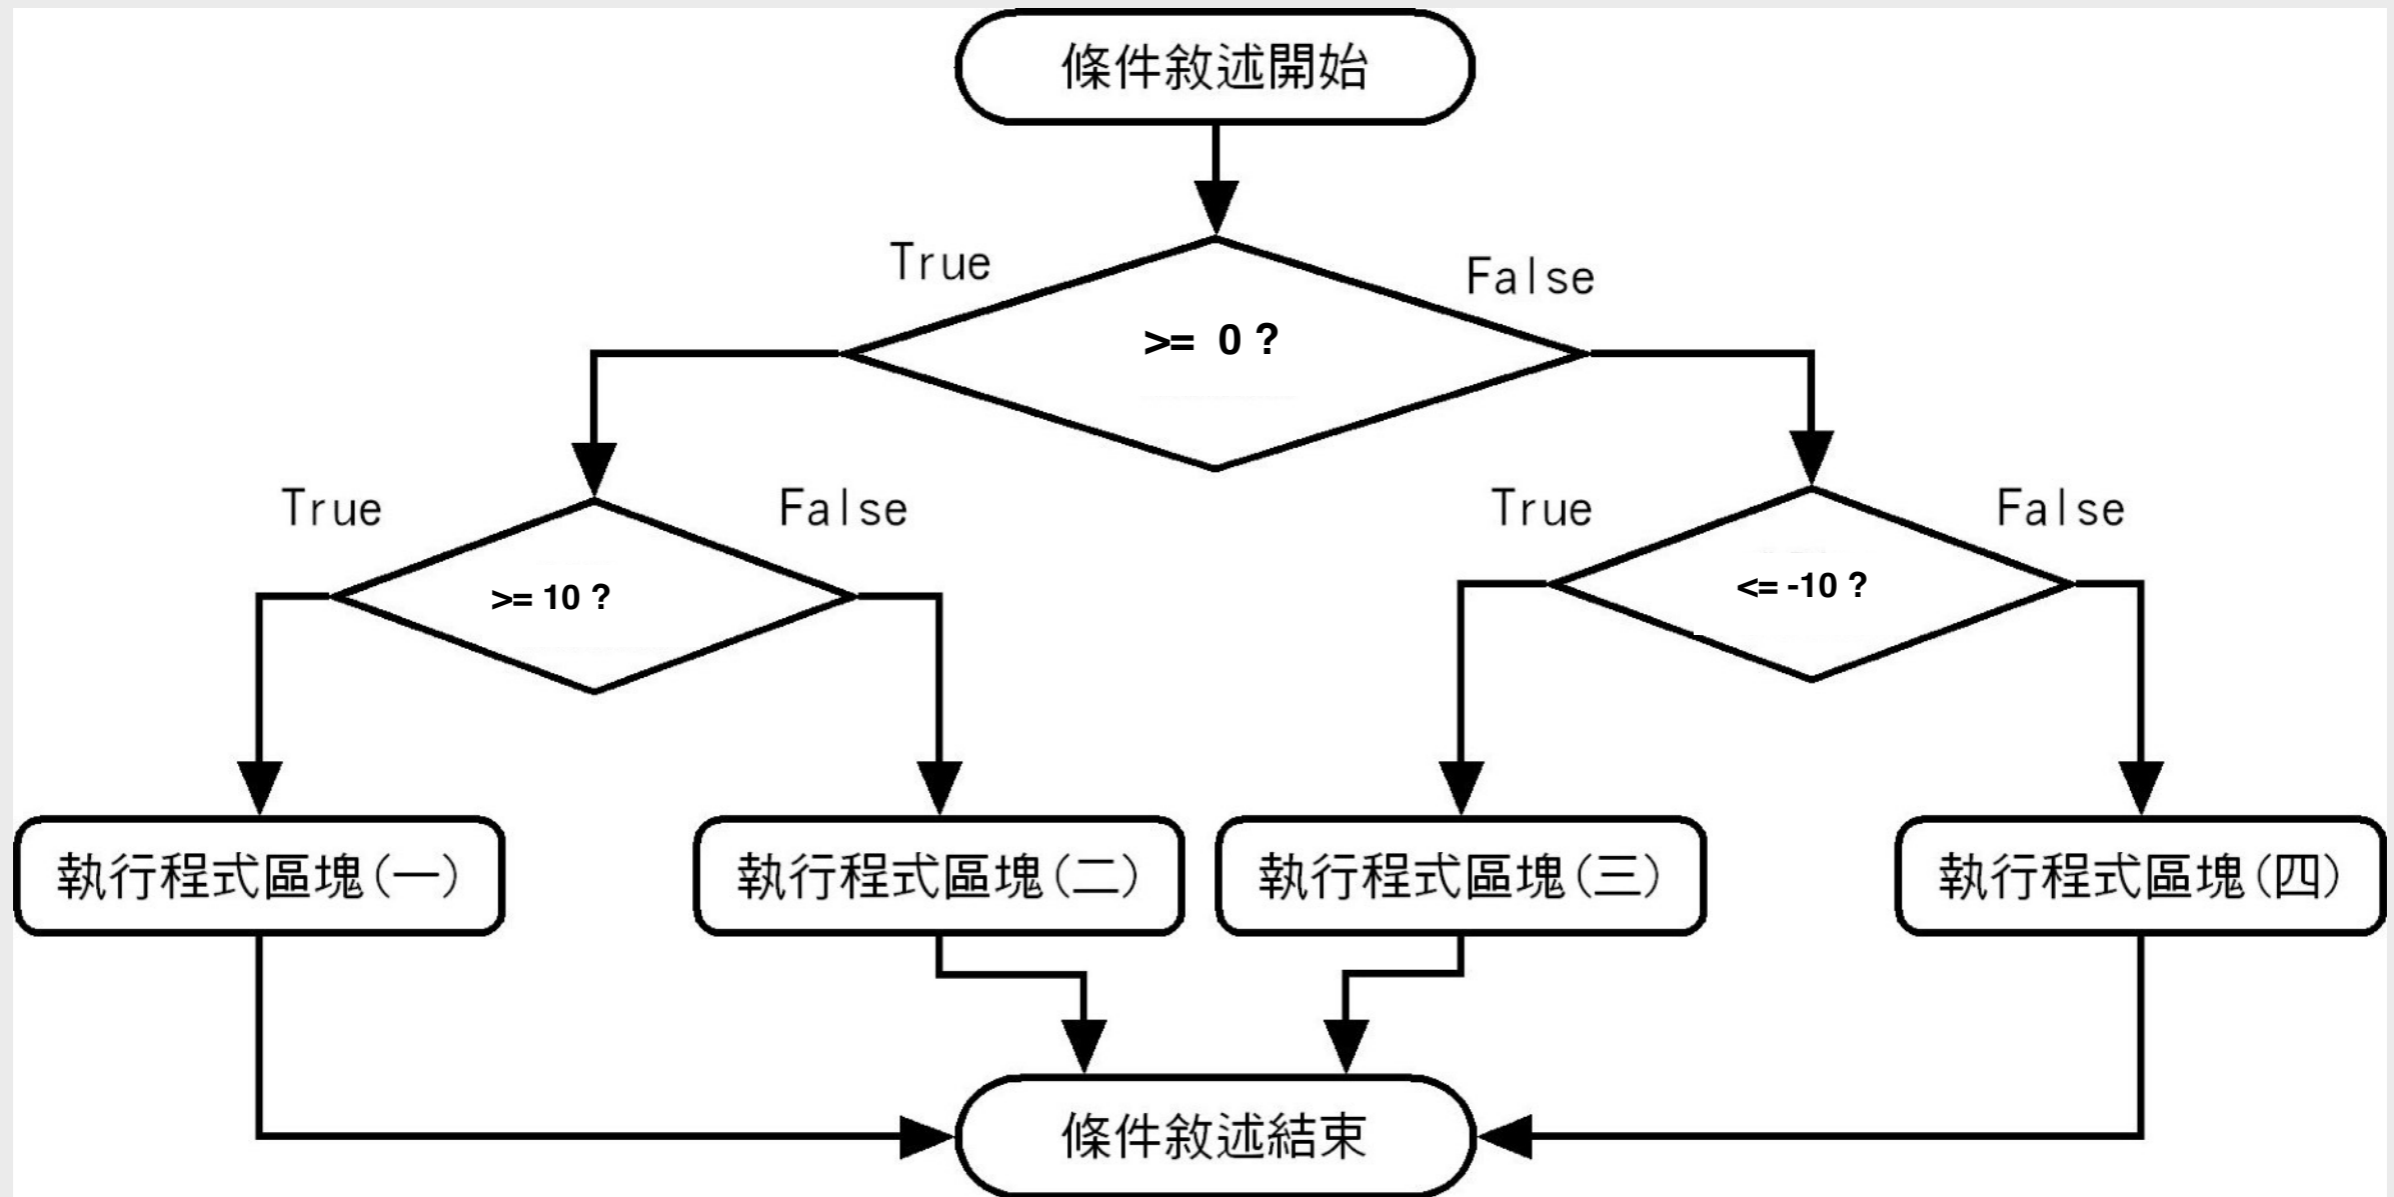 條件敘述開始
True
False
>= 0 ?
True
False
True
False
>= 10 ?
<= -10 ?
執行程式區塊(一)
執行程式區塊(二)
執行程式區塊(三)
執行程式區塊(四)
條件敘述結束